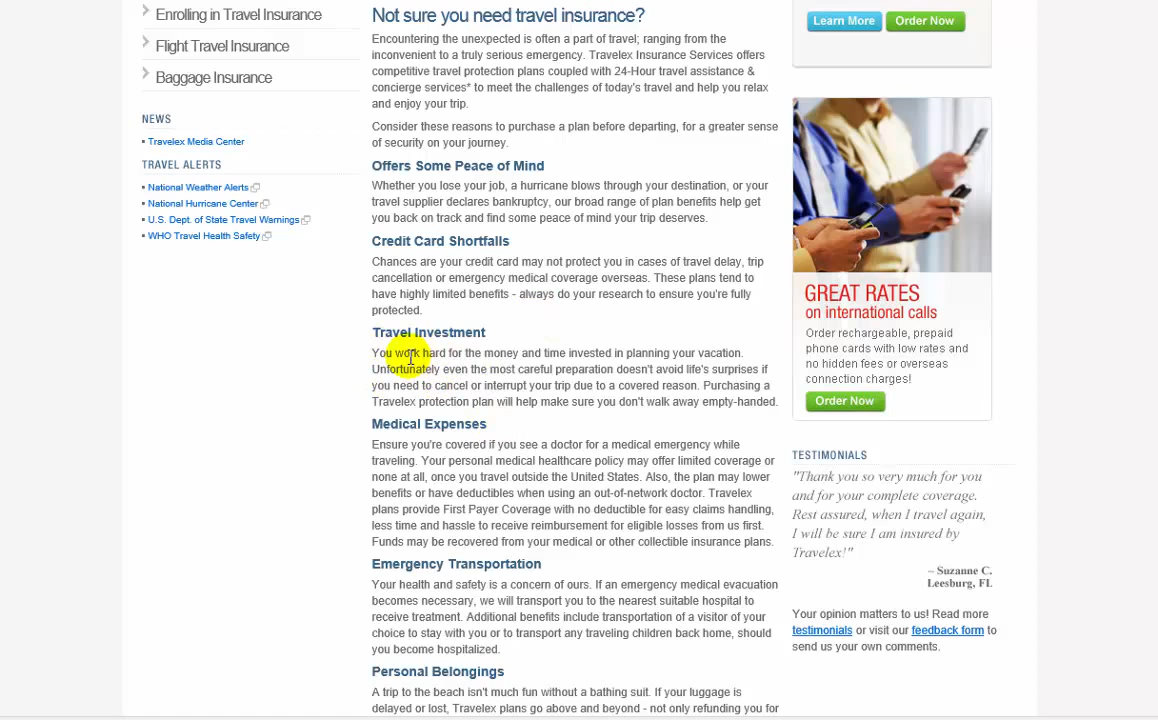 Enrolling in Travel Insurance
Flight Travel Insurance
Baggage Insurance
NEWS
Travelex Media Center
TRAVEL ALERTS
National Weather Alerts
National Hurricane Center
U.S. Dept. of State Travel Warnings
WHO Travel Health Safety
Not sure you need travel insurance?
Encountering the unexpected is often a part of travel; ranging from the
inconvenient to a truly serious emergency. Travelex Insurance Services offers
competitive travel protection plans coupled with 24-Hour travel assistance &
concierge services* to meet the challenges of today's travel and help you relax
and enjoy your trip.
Consider these reasons to purchase a plan before departing, for a greater sense
of security on your journey.
Offers Some Peace of Mind
Whether you lose your job, a hurricane blows through your destination, or your
travel supplier declares bankruptcy, our broad range of plan benefits help get
you back on track and find some peace of mind your trip deserves.
Credit Card Shortfalls
Chances are your credit card may not protect you in cases of travel delay, trip
cancellation or emergency medical coverage overseas. These plans tend to
have highly limited benefits - always do your research to ensure you're fully
protected.
Travel Investment
You work hard for the money and time invested in planning your vacation.
Unfortunately even the most careful preparation doesn't avoid life's surprises if
you need to cancel or interrupt your trip due to a covered reason. Purchasing a
Travelex protection plan will help make sure you don't walk away empty-handed.
Medical Expenses
Ensure you're covered if you see a doctor for a medical emergency while
traveling. Your personal medical healthcare policy may offer limited coverage or
none at all, once you travel outside the United States. Also, the plan may lower
benefits or have deductibles when using an out-of-network doctor. Travelex
plans provide First Payer Coverage with no deductible for easy claims handling,
less time and hassle to receive reimbursement for eligible losses from us first.
Funds may be recovered from your medical or other collectible insurance plans.
Emergency Transportation
Your health and safety is a concern of ours. If an emergency medical evacuation
becomes necessary, we will transport you to the nearest suitable hospital to
receive treatment. Additional benefits include transportation of a visitor of your
choice to stay with you or to transport any traveling children back home, should
you become hospitalized.
Personal Belongings
A trip to the beach isn't much fun without a bathing suit. If your luggage is
delayed or lost, Travelex plans go above and beyond - not only refunding you for
Learn More
Order Now
GREAT RATES
on international calls
Order rechargeable, prepaid
phone cards with low rates and
no hidden fees or overseas
connection charges!
Order Now
TESTIMONIALS
"Thank you so very much for you
and for your complete coverage.
Rest assured, when I travel again,
I will be sure I am insured by
Travelex!"
– Suzanne C.
Leesburg, FL
Your opinion matters to us! Read more
testimonials or visit our feedback form to
send us your own comments.